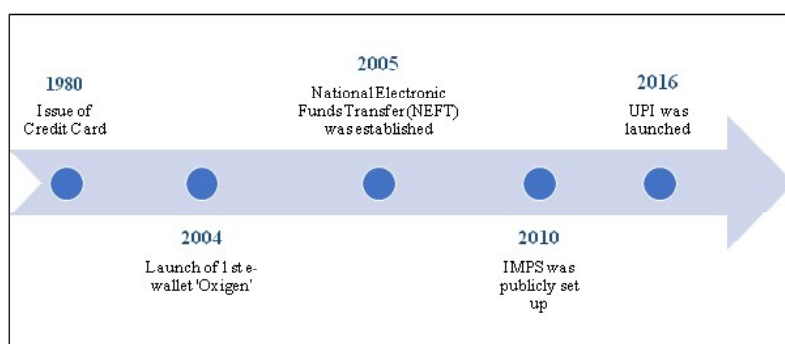 1980
Issue of
Credit Card
2004
Launch of 1st e-
wallet 'Oxigen'
2005
National Electronic
Funds Transfer(NEFT)
was established
2010
IMPS was
publicly set
up
2016
UPI was
launched